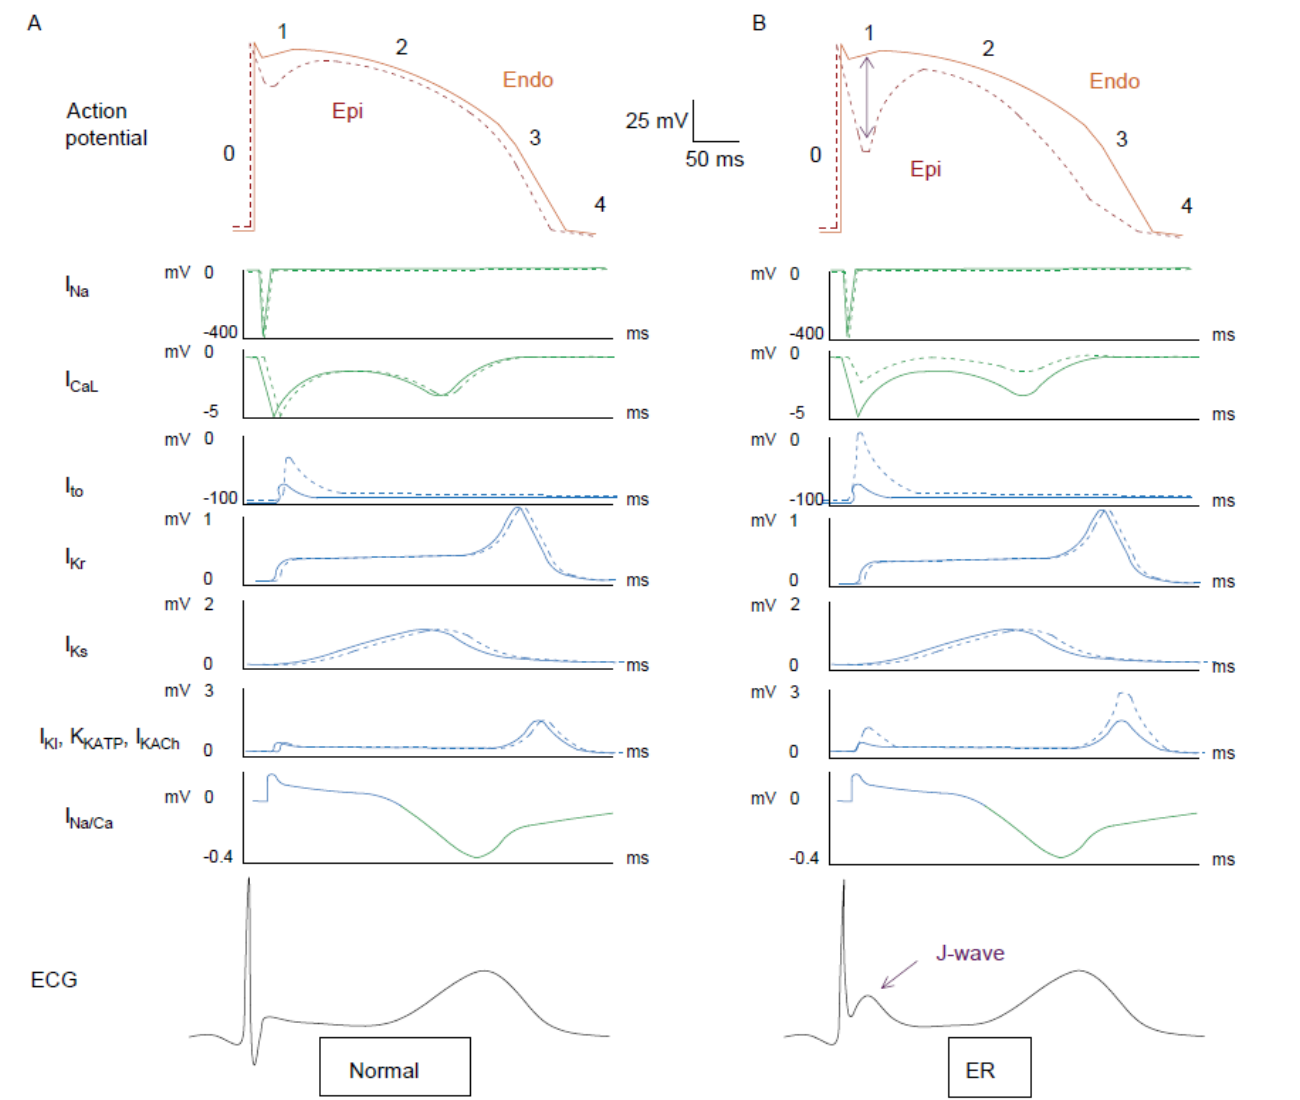 A
B
1
2
Endo
Epi
3
0
4
Action
potential
25 mV
50 ms
1
2
Endo
Epi
3
0
4
INa
mV 0
-400
ms
mV 0
-400
ms
ICaL
mV 0
-5
ms
mV 0
-5
ms
Ito
mV 0
-100
ms
mV 0
-100
ms
IKr
mV 1
0
ms
mV 1
0
ms
IKs
mV 2
0
ms
mV 2
0
ms
IKI, KKATP, IKACh
mV 3
0
ms
mV 3
0
ms
INa/Ca
mV 0
-0.4
ms
mV 0
-0.4
ms
ECG
J-wave
Normal
ER